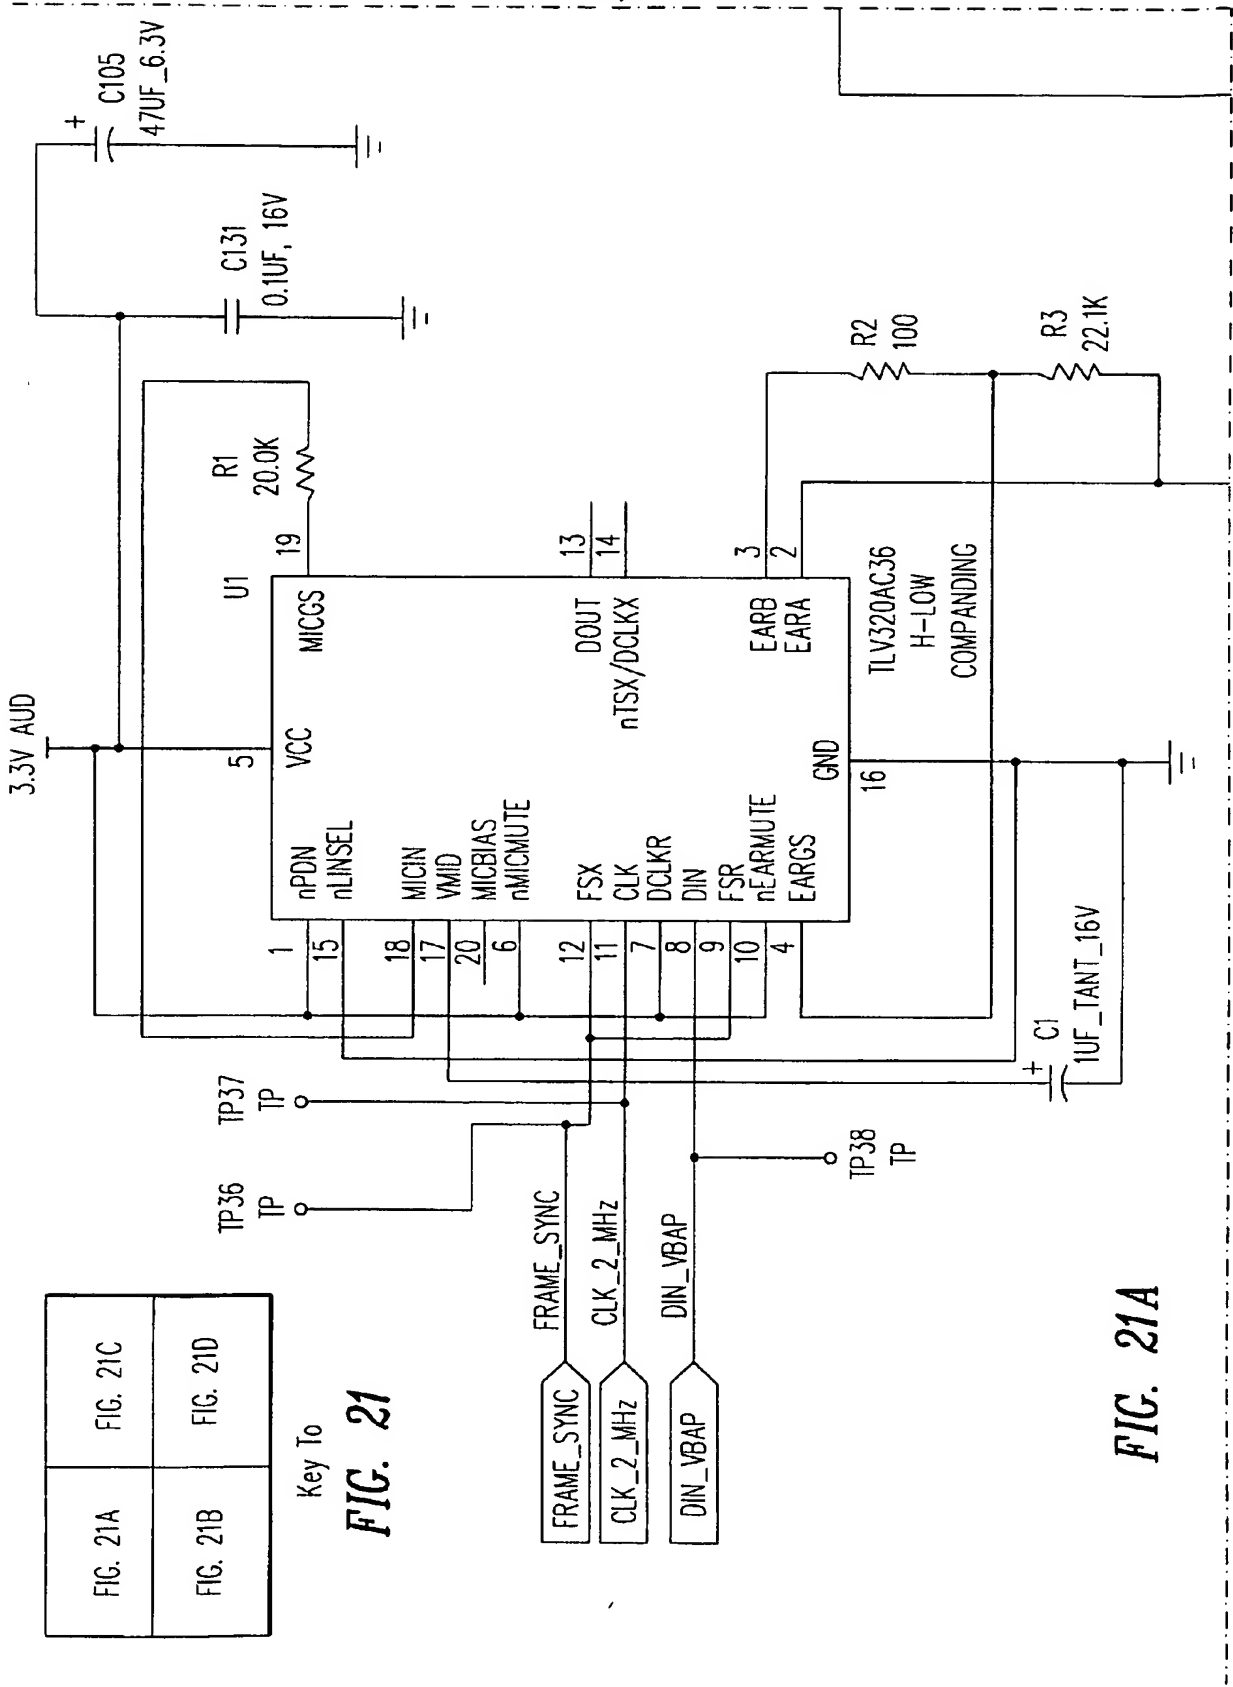 FIG. 21A
FIG. 21C
FIG. 21B
FIG. 21D
Key To
FIG. 21
3.3V AUD
C105
47UF_6.3V
+
C131
0.1UF, 16V
R1
20.0K
U1
5
VCC
19
MICGS
1
nPDN
15
nLINSEL
18
MICIN
17
VMID
20
MICBIAS
6
nMICMUTE
12
FSX
11
CLK
7
DCLKR
8
DIN
9
FSR
10
nEARMUTE
4
EARGS
DOUT
13
nTSX/DCLKX
14
EARB
3
EARA
2
GND
16
TLV320AC36
H-LOW
COMPANDING
R2
100
R3
22.1K
TP36
TP
TP37
TP
FRAME_SYNC
FRAME_SYNC
CLK_2_MHz
CLK_2_MHz
DIN_VBAP
DIN_VBAP
TP38
TP
+
C1
1UF_TANT_16V
FIG. 21A